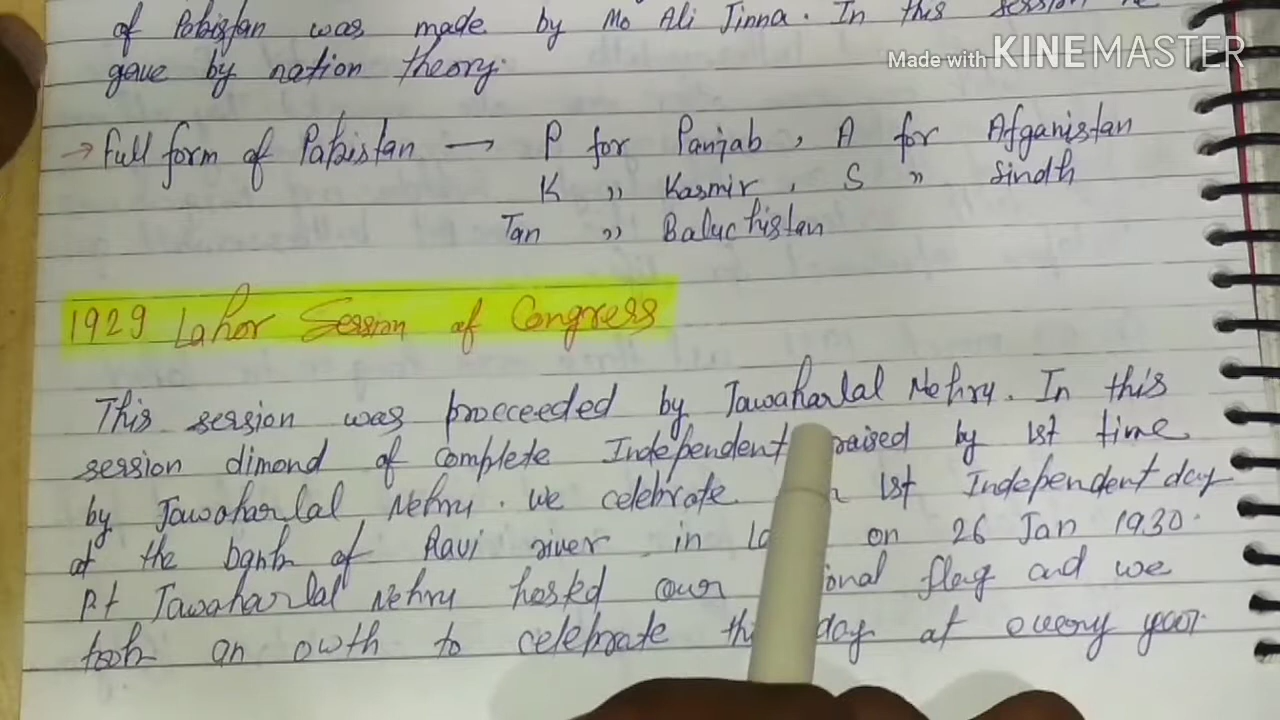 of Pakistan was made by Mo Ali Jinna. In this session he
Made with KINEMASTER
gave by nation theory.
→ Full form of Pakistan → P for Panjab, A for Afganistan
K " Kasmir, S " Sindh
Tan " Baluchistan
1929 Lahor Session of Congress
This session was procceeded by Jawaharlal Nehru. In this
session dimond of complete Independent raised by 1st time
by Jawaharlal Nehru. We celebrate 1st Independent day
at the bank of Ravi river in on 26 Jan 1930.
Pt Jawaharlal Nehru hosted our flag and we
took an owth to celebrate day at every year.